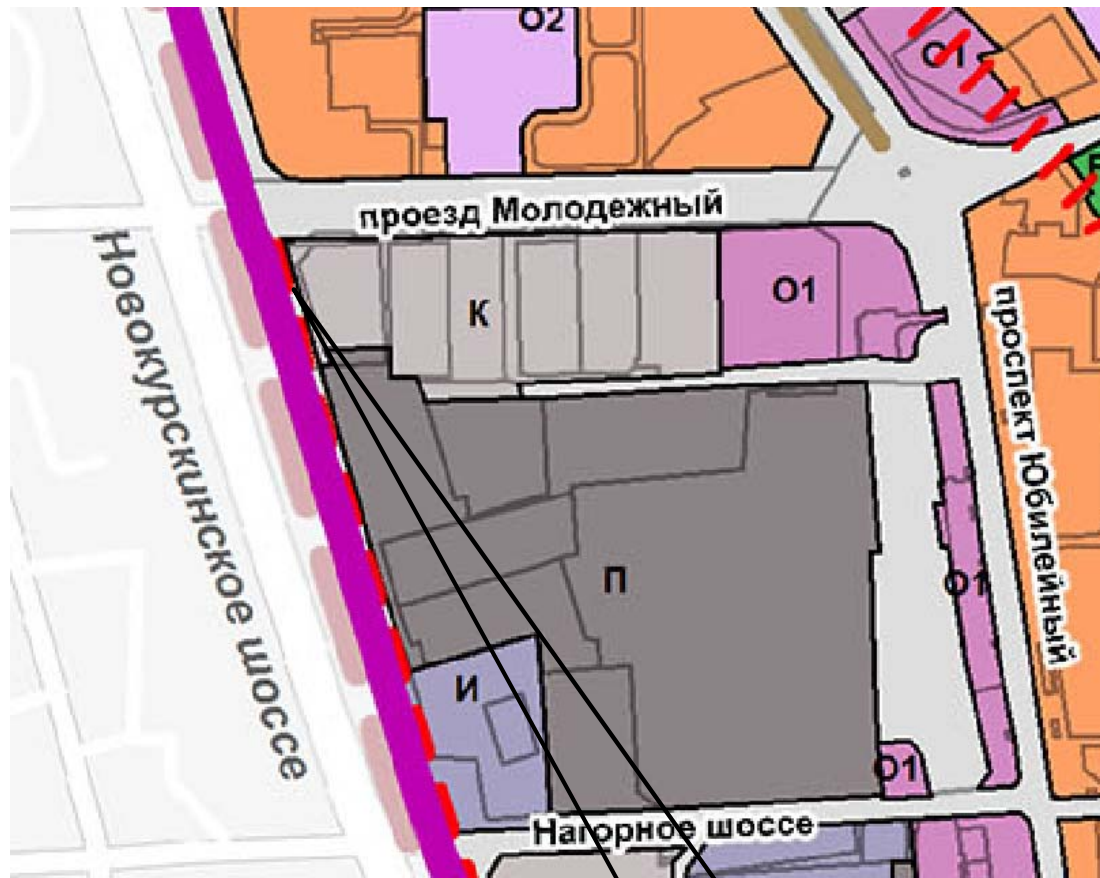 О2
О1
проезд Молодежный
Новокурскинское шоссе
К
О1
проспект Юбилейный
П
О1
И
О1
Нагорное шоссе